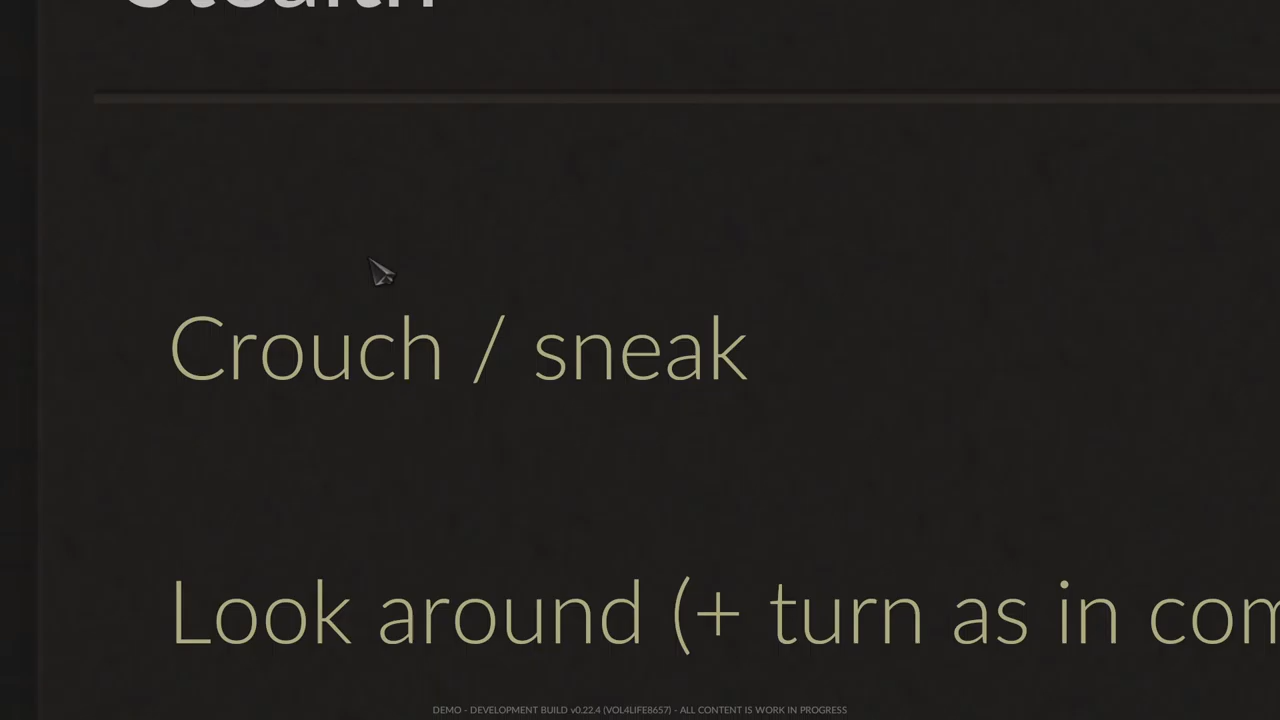 Stealth
Crouch / sneak
Look around (+ turn as in com
DEMO - DEVELOPMENT BUILD v0.22.4 (VOL4LIFE8657) - ALL CONTENT IS WORK IN PROGRESS